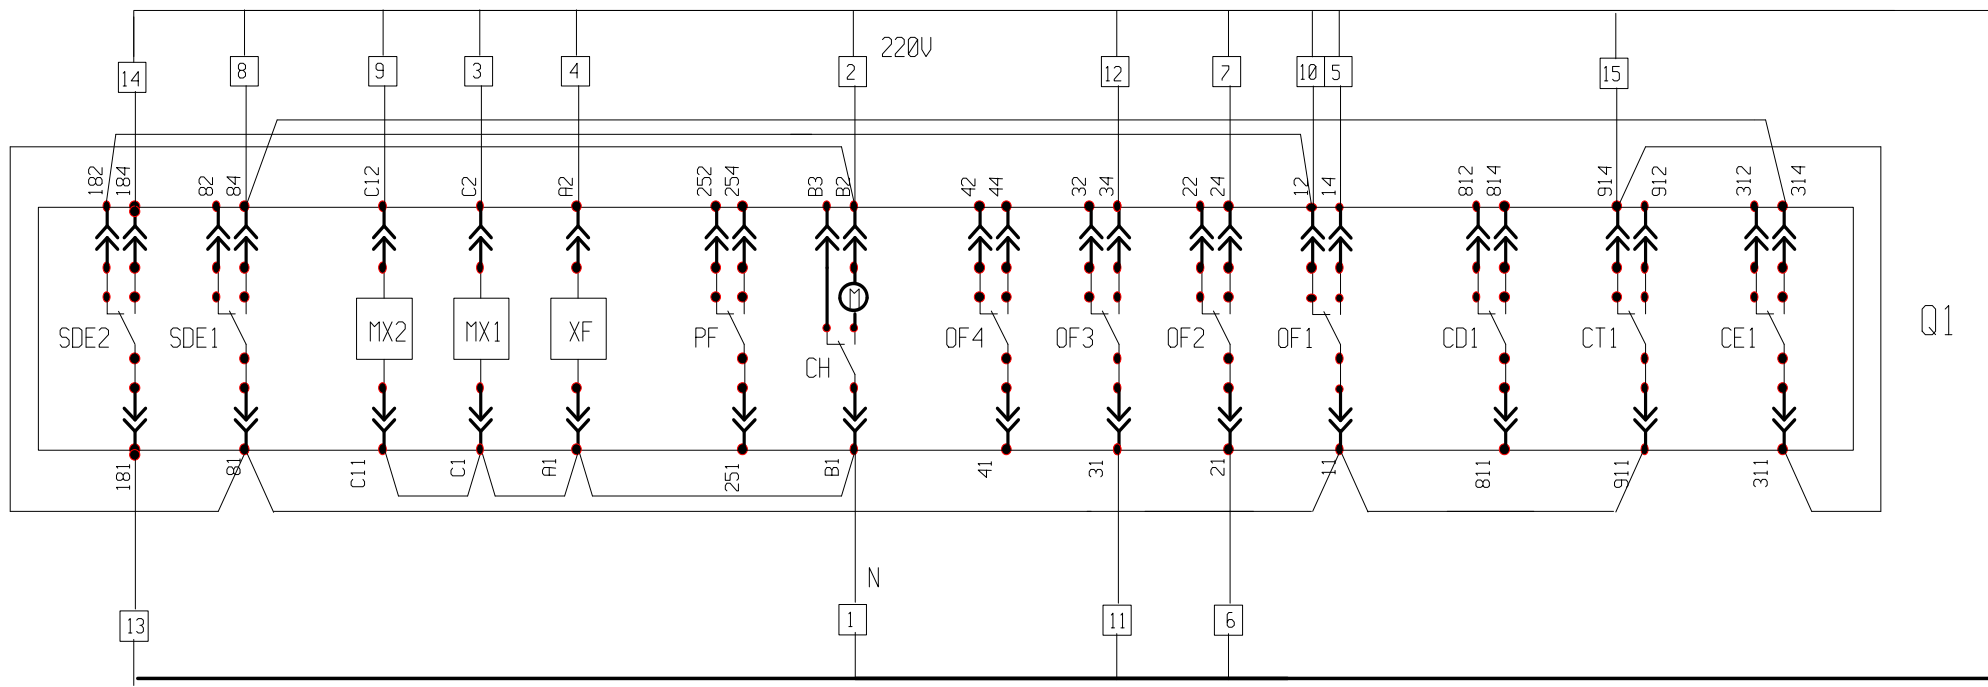 220V
14 8 9 3 4 2 12 7 10 5 15
182 184 82 84 C12 C2 A2 252 254 B3 B2 42 44 32 34 22 24 12 14 812 814 914 912 312 314
M
SDE2 SDE1 MX2 MX1 XF PF CH OF4 OF3 OF2 OF1 CD1 CT1 CE1 Q1
181 81 C11 C1 A1 251 B1 41 31 21 11 811 911 311
N
13 1 11 6